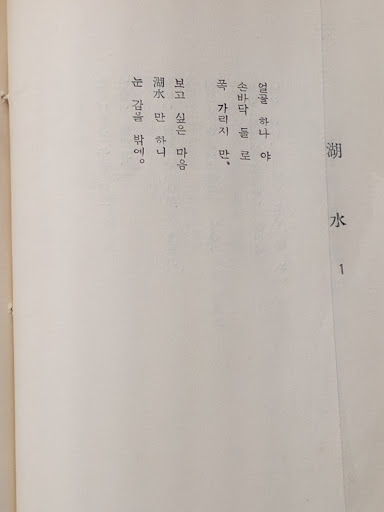 湖水 1
얼골 하나 야
손바닥 둘 로
폭 가리지 만,
보고 싶은 마음
湖水 만 하니
눈 감을 밖에。